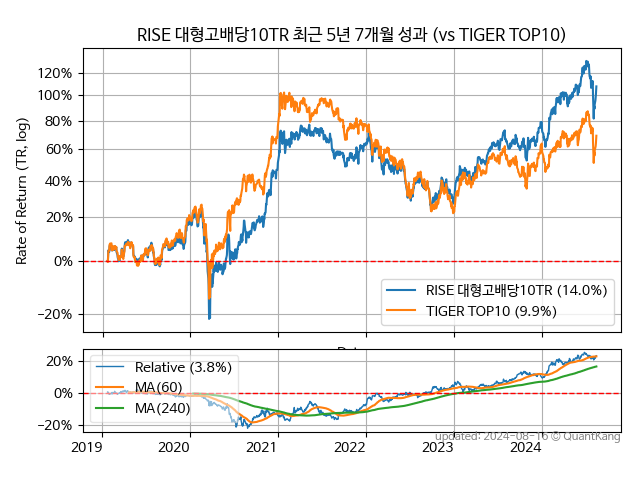 RISE 대형고배당10TR 최근 5년 7개월 성과 (vs TIGER TOP10)
Rate of Return (TR, log)
120%
100%
80%
60%
40%
20%
0%
−20%
RISE 대형고배당10TR (14.0%)
TIGER TOP10 (9.9%)
20%
0%
−20%
Relative (3.8%)
MA(60)
MA(240)
2019
2020
2021
2022
2023
2024
updated: 2024-08-16 © QuantKang